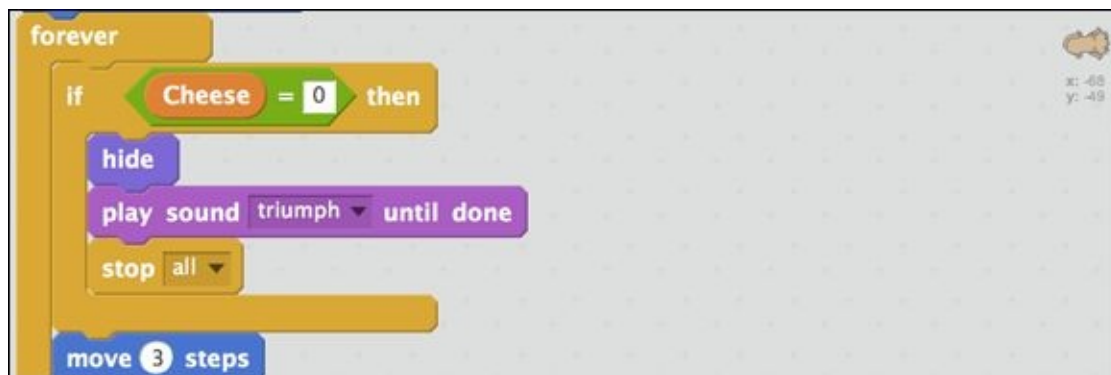 forever
if Cheese = 0 then
hide
play sound triumph until done
stop all
move 3 steps
x: -68
y: -49